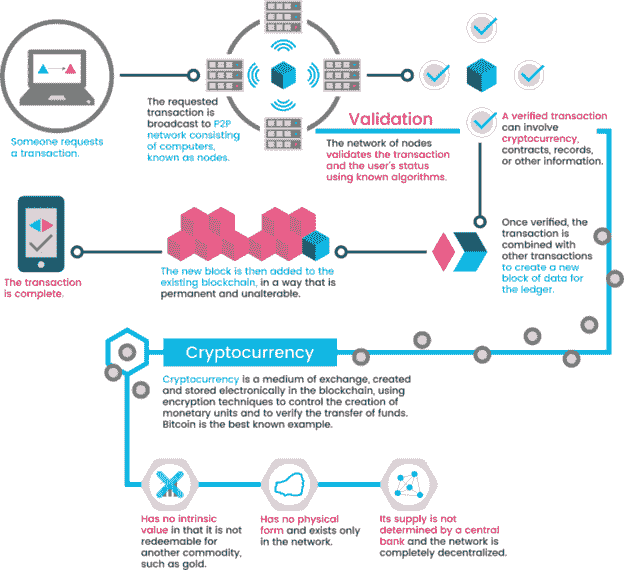 Someone requests
a transaction.
The requested
transaction is
broadcast to P2P
network consisting
of computers,
known as nodes.
Validation
The network of nodes
validates the transaction
and the user's status
using known algorithms.
A verified transaction
can involve
cryptocurrency,
contracts, records,
or other information.
Once verified, the
transaction is
combined with
other transactions
to create a new
block of data for
the ledger.
The new block is then added to the
existing blockchain, in a way that is
permanent and unalterable.
The transaction
is complete.
Cryptocurrency
Cryptocurrency is a medium of exchange, created
and stored electronically in the blockchain, using
encryption techniques to control the creation of
monetary units and to verify the transfer of funds.
Bitcoin is the best known example.
Has no intrinsic
value in that it is not
redeemable for
another commodity,
such as gold.
Has no physical
form and exists only
in the network.
Its supply is not
determined by a central
bank and the network is
completely decentralized.